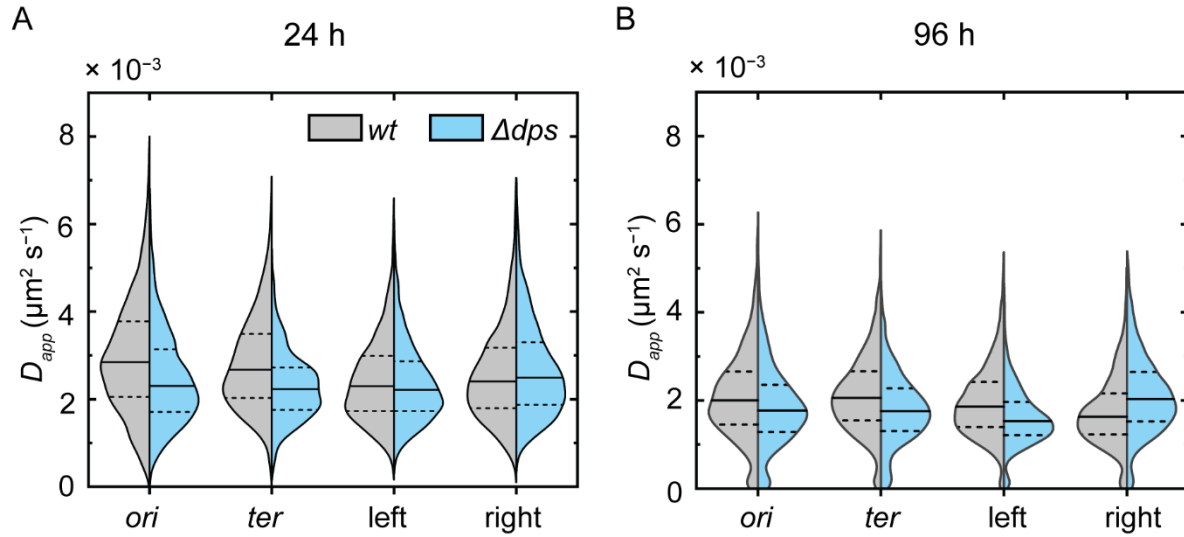 A
24 h
× 10⁻³
8
6
4
2
0
D_app (μm² s⁻¹)
wt
Δdps
ori
ter
left
right
B
96 h
× 10⁻³
8
6
4
2
0
D_app (μm² s⁻¹)
ori
ter
left
right